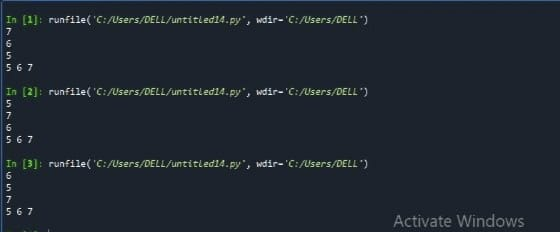 In [1]: runfile('C:/Users/DELL/untitled14.py', wdir='C:/Users/DELL')
7
6
5
5 6 7
In [2]: runfile('C:/Users/DELL/untitled14.py', wdir='C:/Users/DELL')
5
7
6
5 6 7
In [3]: runfile('C:/Users/DELL/untitled14.py', wdir='C:/Users/DELL')
6
5
7
5 6 7
Activate Windows